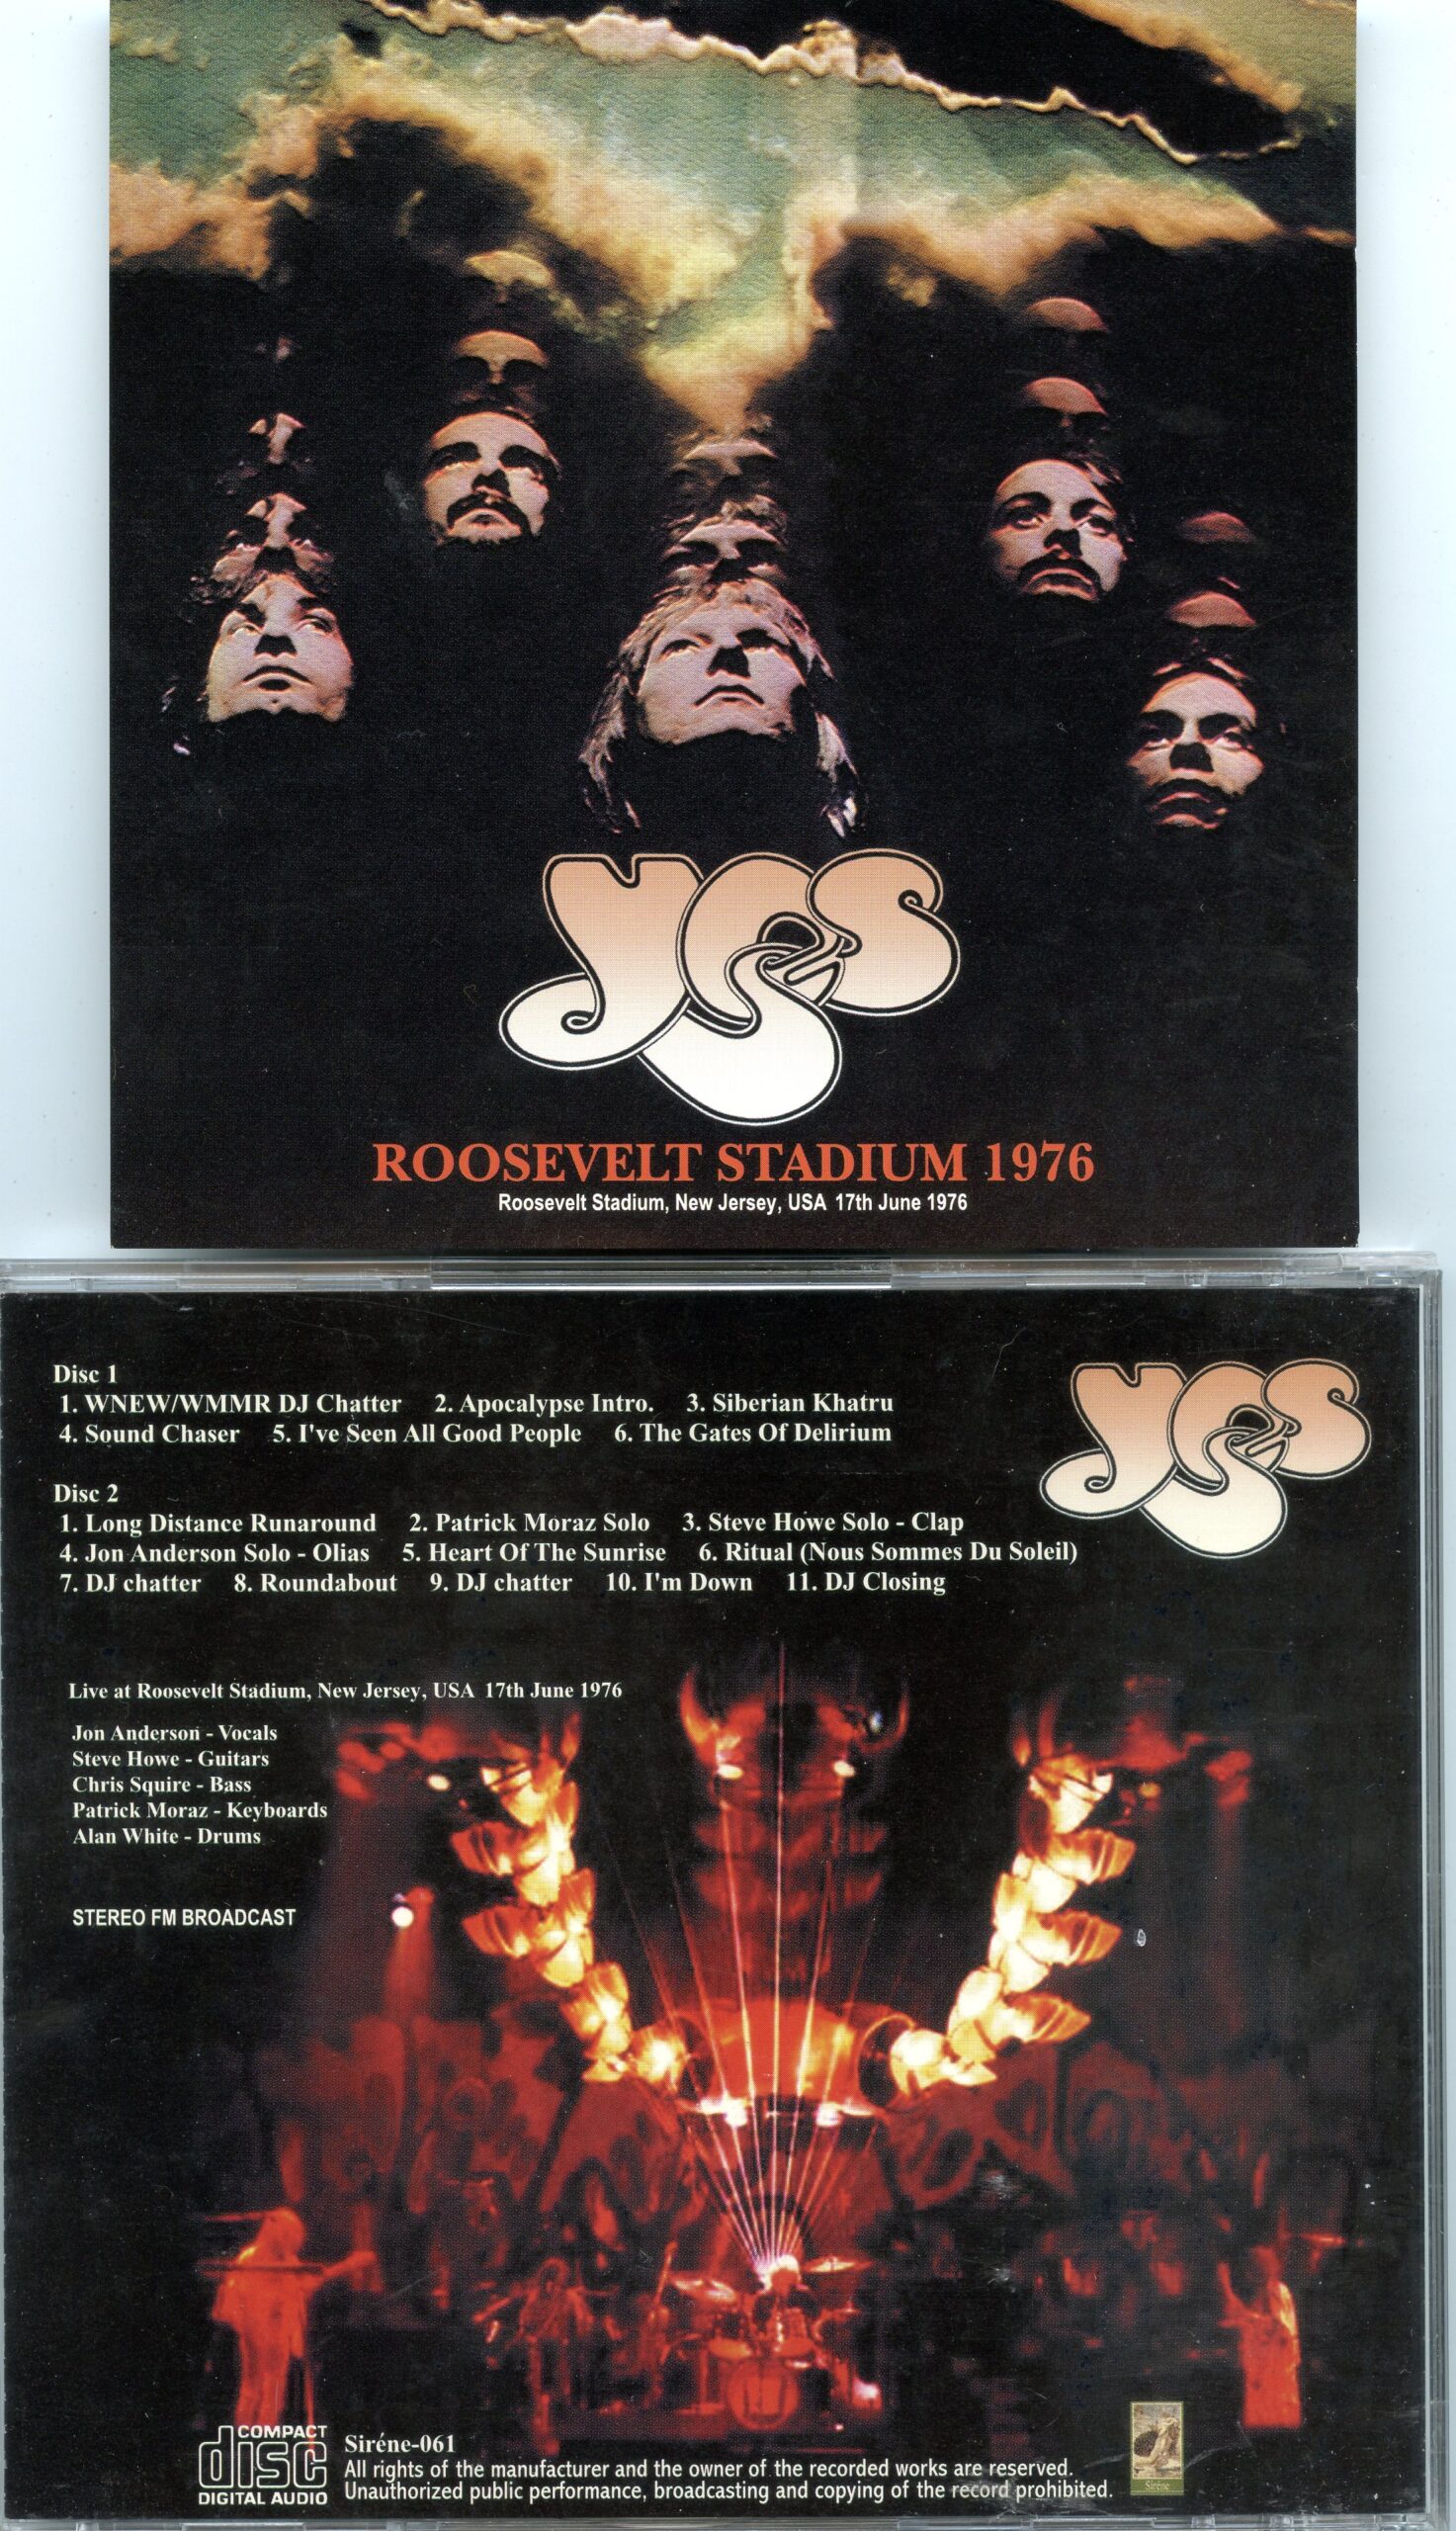 YES
ROOSEVELT STADIUM 1976
Roosevelt Stadium, New Jersey, USA 17th June 1976
Disc 1
1. WNEW/WMMR DJ Chatter 2. Apocalypse Intro. 3. Siberian Khatru
4. Sound Chaser 5. I've Seen All Good People 6. The Gates Of Delirium
YES
Disc 2
1. Long Distance Runaround 2. Patrick Moraz Solo 3. Steve Howe Solo - Clap
4. Jon Anderson Solo - Olias 5. Heart Of The Sunrise 6. Ritual (Nous Sommes Du Soleil)
7. DJ chatter 8. Roundabout 9. DJ chatter 10. I'm Down 11. DJ Closing
Live at Roosevelt Stadium, New Jersey, USA 17th June 1976
Jon Anderson - Vocals
Steve Howe - Guitars
Chris Squire - Bass
Patrick Moraz - Keyboards
Alan White - Drums
STEREO FM BROADCAST
COMPACT
disc
DIGITAL AUDIO
Siréne-061
All rights of the manufacturer and the owner of the recorded works are reserved.
Unauthorized public performance, broadcasting and copying of the record prohibited.
Siréne